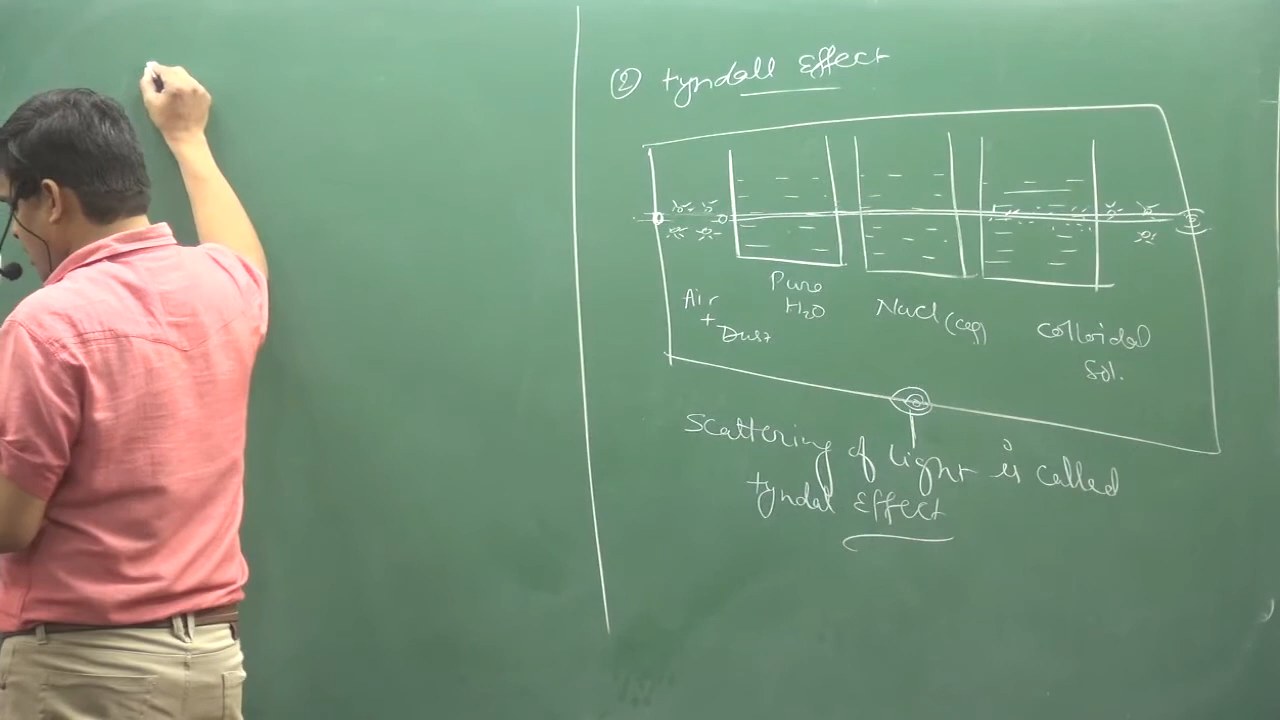 ② Tyndall Effect
Air
+
Dust
Pure
H₂O
NaCl (aq)
Colloidal
Sol.
Scattering of Light is called
Tyndal Effect